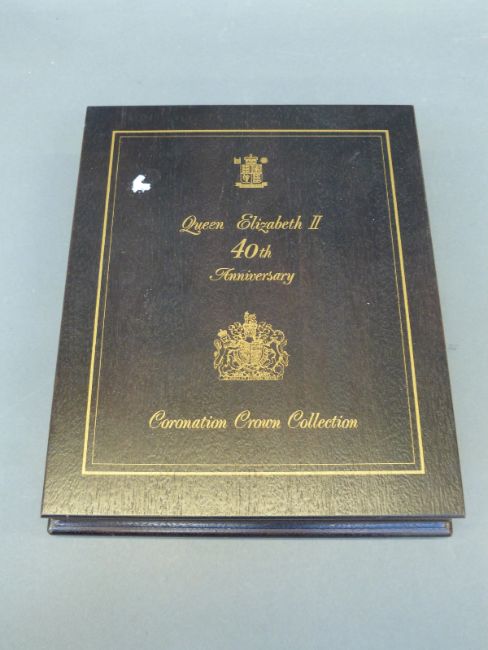 Queen Elizabeth II
40th
Anniversary
Coronation Crown Collection